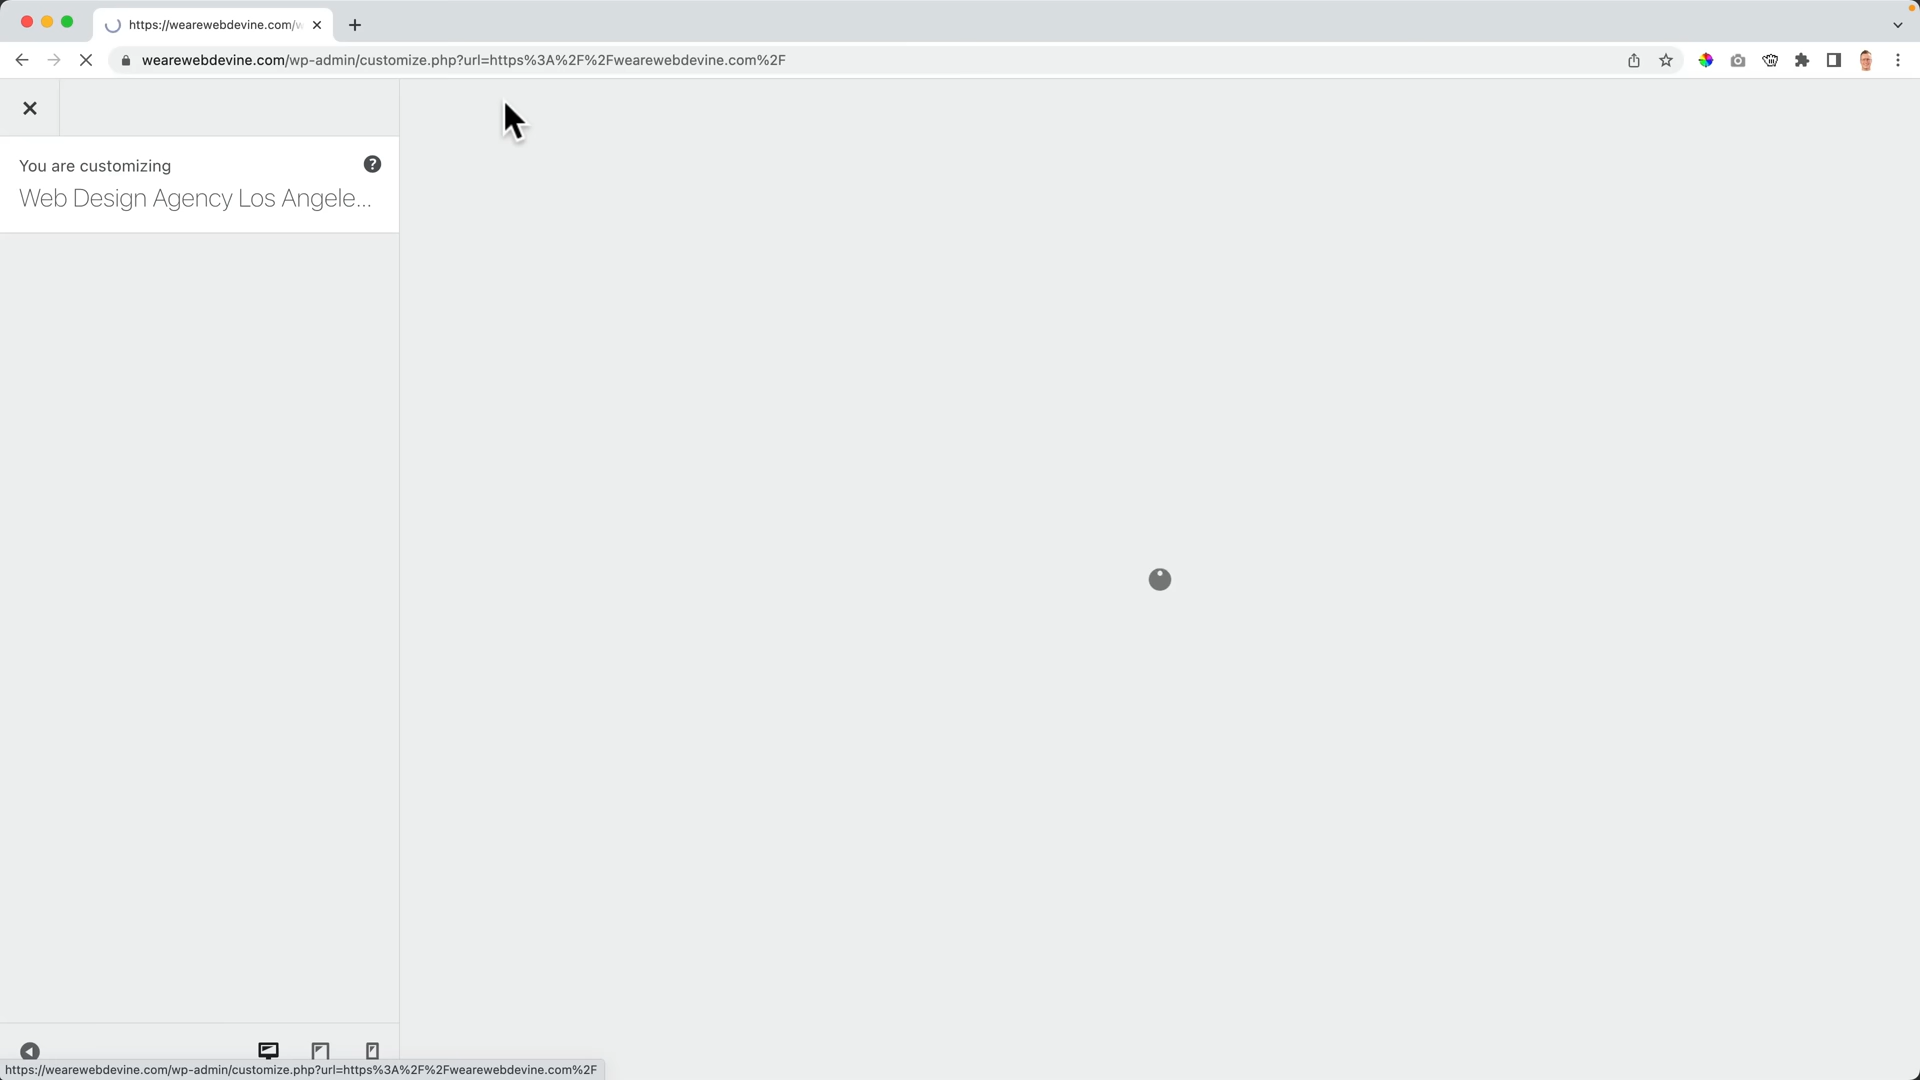 https://wearewebdevine.com/w
wearewebdevine.com/wp-admin/customize.php?url=https%3A%2F%2Fwearewebdevine.com%2F
You are customizing
Web Design Agency Los Angele...
https://wearewebdevine.com/wp-admin/customize.php?url=https%3A%2F%2Fwearewebdevine.com%2F